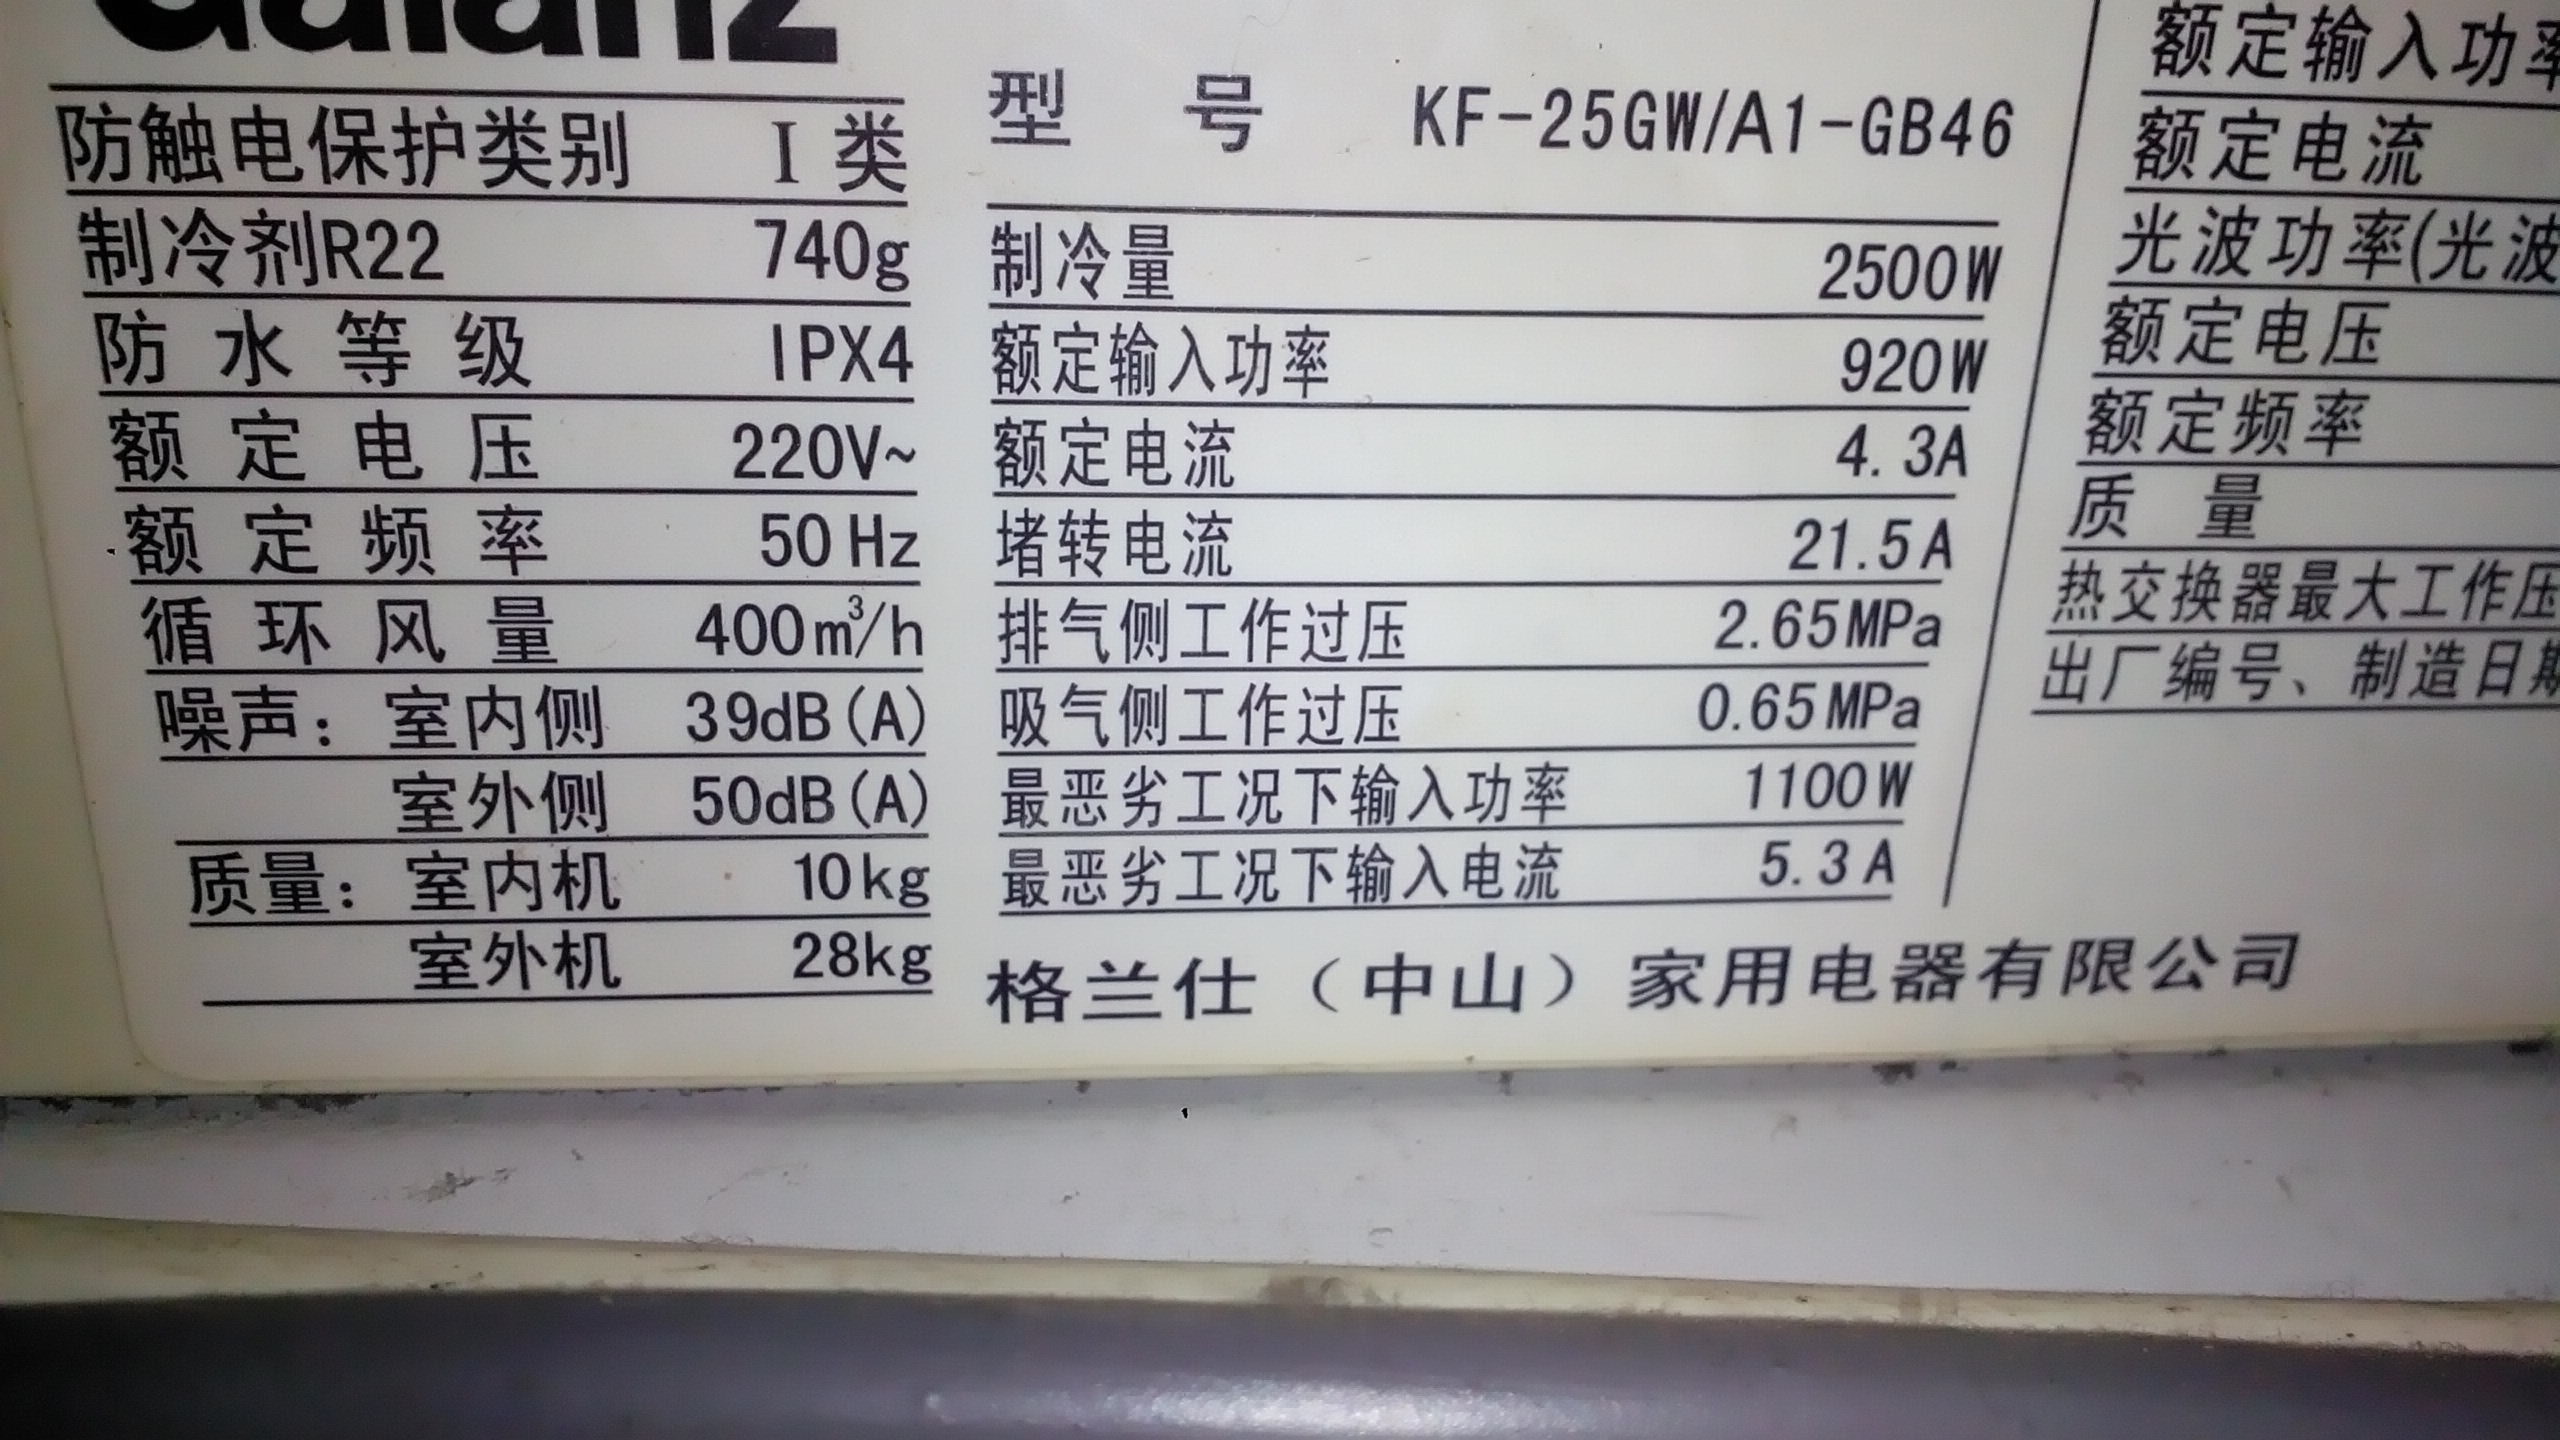 Galanz
防触电保护类别 I 类
制冷剂R22 740g
防水等级 IPX4
额定电压 220V~
额定频率 50Hz
循环风量 400m³/h
噪声：室内侧 39dB(A)
室外侧 50dB(A)
质量：室内机 10kg
室外机 28kg
型号 KF-25GW/A1-GB46
制冷量 2500W
额定输入功率 920W
额定电流 4.3A
堵转电流 21.5A
排气侧工作过压 2.65MPa
吸气侧工作过压 0.65MPa
最恶劣工况下输入功率 1100W
最恶劣工况下输入电流 5.3A
格兰仕（中山）家用电器有限公司
额定输入功率
额定电流
光波功率(光波
额定电压
额定频率
质量
热交换器最大工作压
出厂编号、制造日期